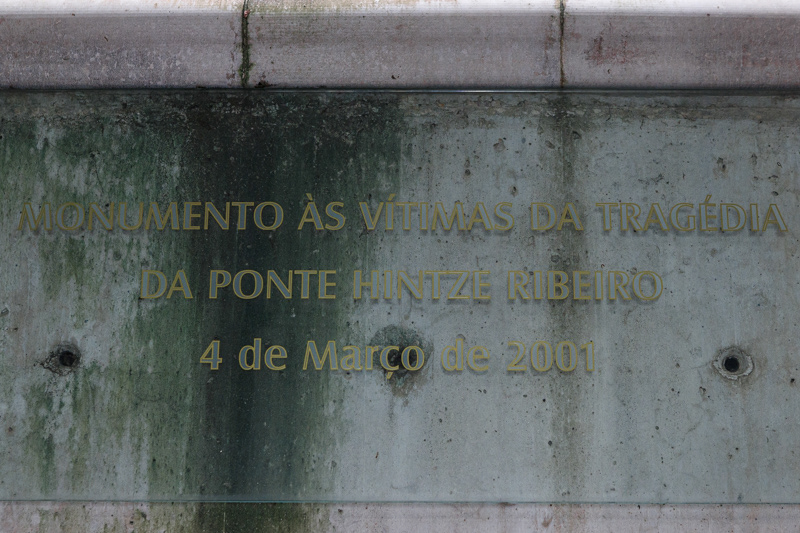 MONUMENTO ÀS VÍTIMAS DA TRAGÉDIA
DA PONTE HINTZE RIBEIRO
4 de Março de 2001